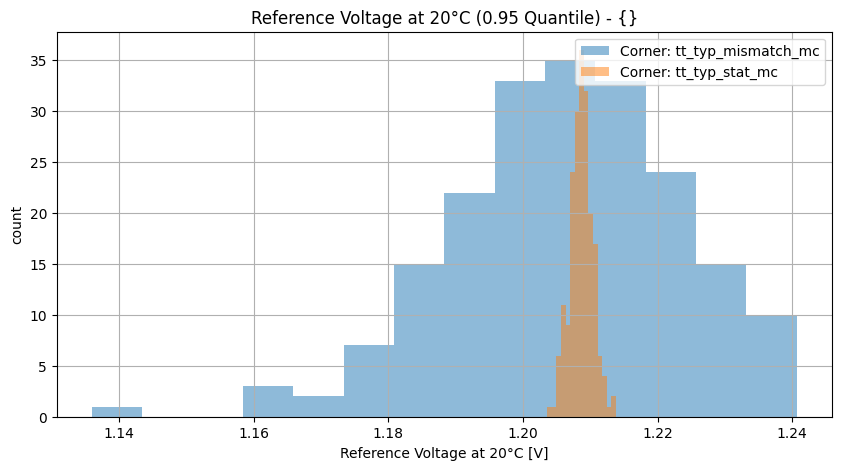 Reference Voltage at 20°C (0.95 Quantile) - {}
Corner: tt_typ_mismatch_mc
Corner: tt_typ_stat_mc
count
35
30
25
20
15
10
5
0
1.14
1.16
1.18
1.20
1.22
1.24
Reference Voltage at 20°C [V]